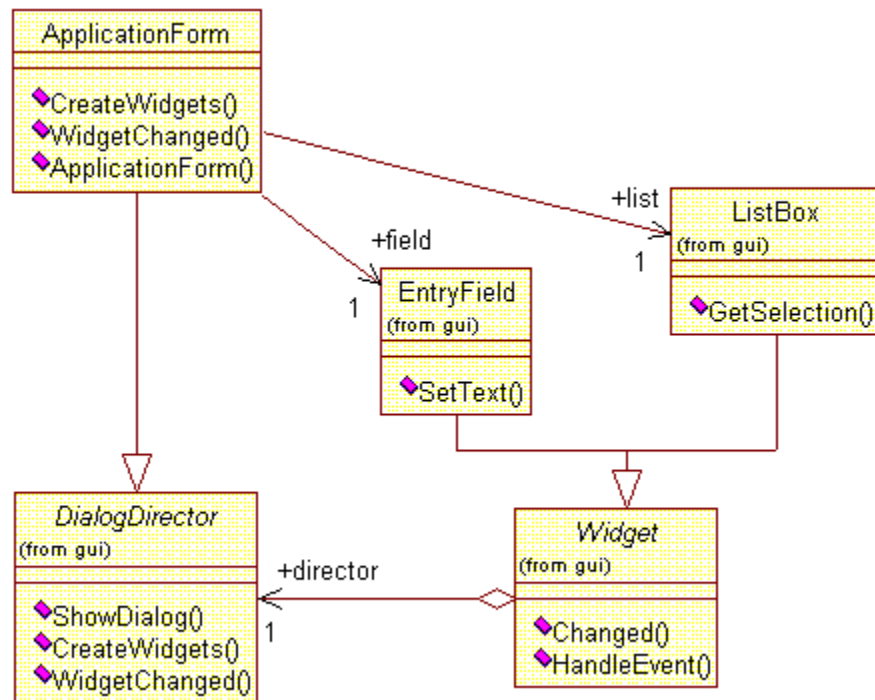 ApplicationForm
CreateWidgets()
WidgetChanged()
ApplicationForm()
+list
1
ListBox
(from gui)
GetSelection()
+field
1
EntryField
(from gui)
SetText()
DialogDirector
(from gui)
ShowDialog()
CreateWidgets()
WidgetChanged()
+director
1
Widget
(from gui)
Changed()
HandleEvent()